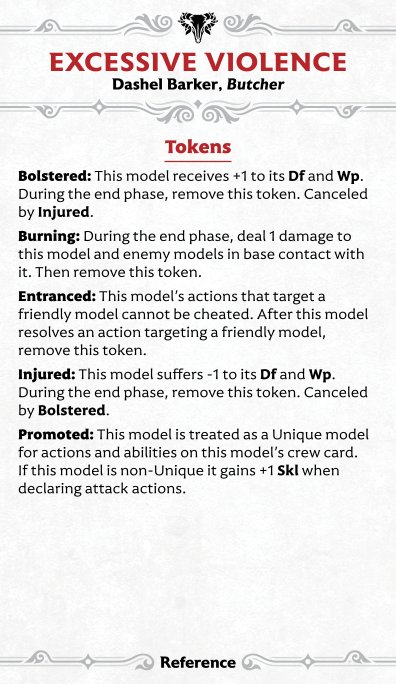 EXCESSIVE VIOLENCE
Dashel Barker, Butcher
Tokens
Bolstered: This model receives +1 to its Df and Wp.
During the end phase, remove this token. Canceled
by Injured.
Burning: During the end phase, deal 1 damage to
this model and enemy models in base contact with
it. Then remove this token.
Entranced: This model’s actions that target a
friendly model cannot be cheated. After this model
resolves an action targeting a friendly model,
remove this token.
Injured: This model suffers -1 to its Df and Wp.
During the end phase, remove this token. Canceled
by Bolstered.
Promoted: This model is treated as a Unique model
for actions and abilities on this model’s crew card.
If this model is non-Unique it gains +1 Skl when
declaring attack actions.
Reference